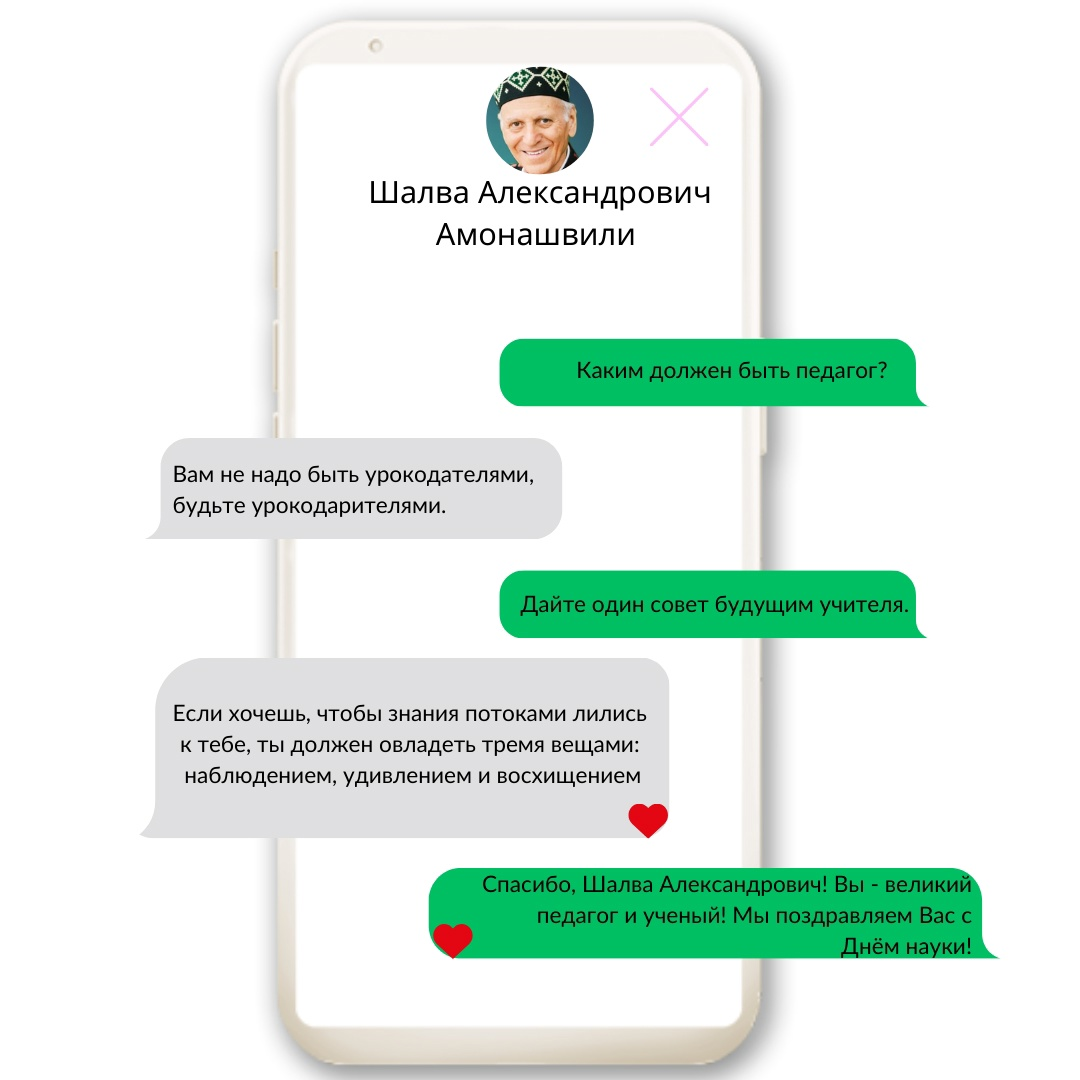 Шалва Александрович
Амонашвили
Каким должен быть педагог?
Вам не надо быть урокодателями,
будьте урокодарителями.
Дайте один совет будущим учителя.
Если хочешь, чтобы знания потоками лились
к тебе, ты должен овладеть тремя вещами:
наблюдением, удивлением и восхищением
Спасибо, Шалва Александрович! Вы - великий
педагог и ученый! Мы поздравляем Вас с
Днём науки!